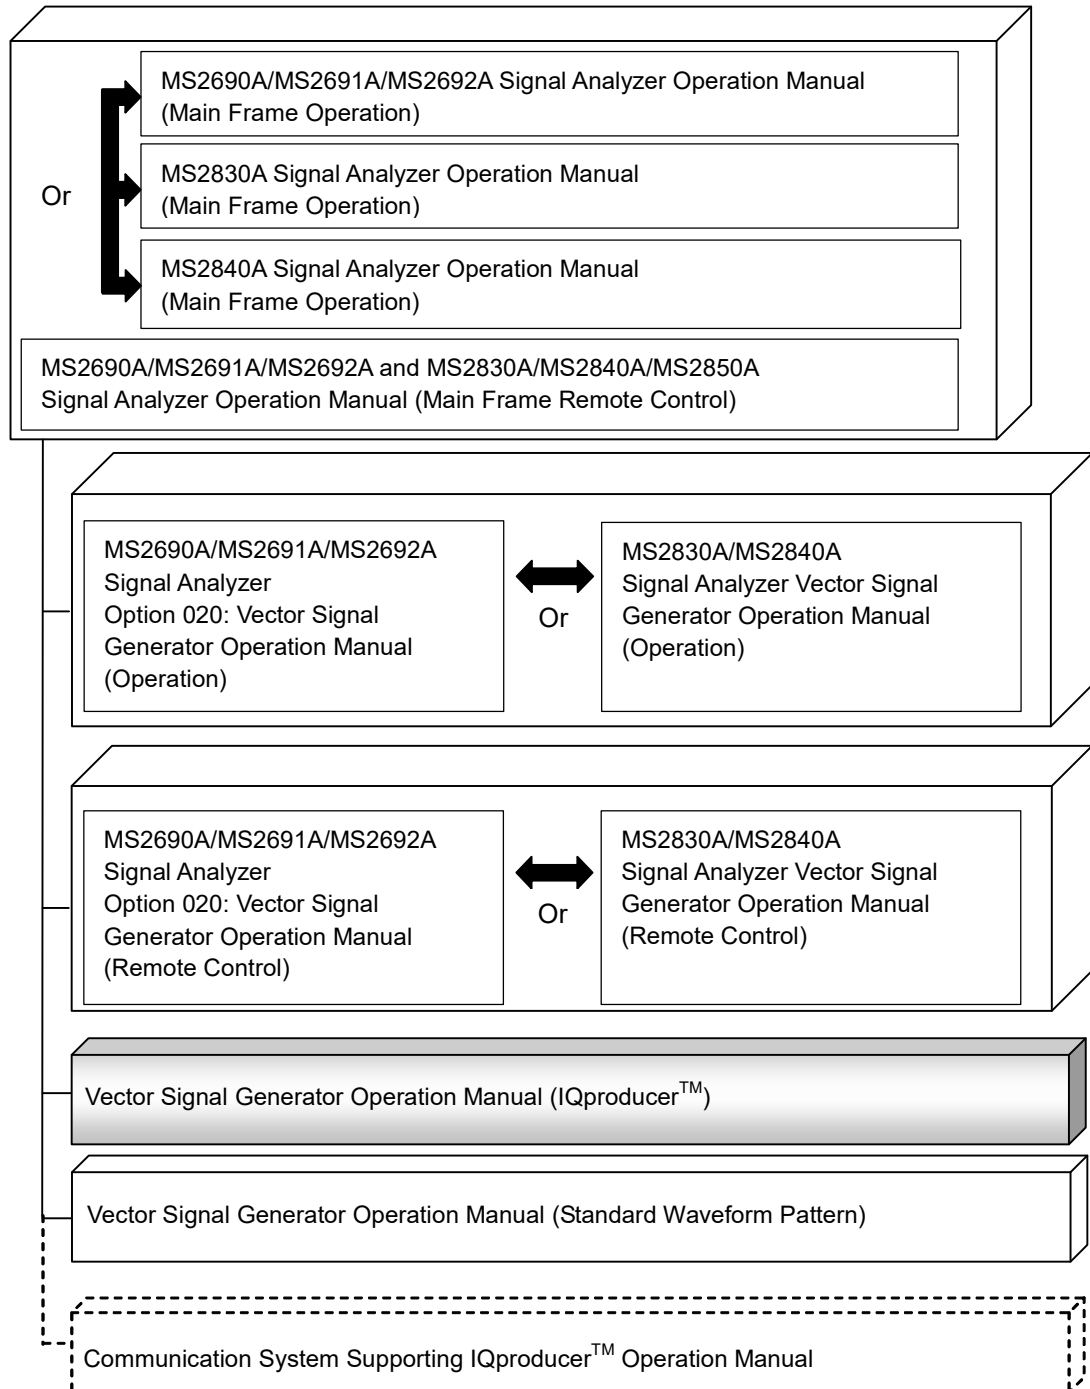 MS2690A/MS2691A/MS2692A Signal Analyzer Operation Manual
(Main Frame Operation)
Or
MS2830A Signal Analyzer Operation Manual
(Main Frame Operation)
MS2840A Signal Analyzer Operation Manual
(Main Frame Operation)
MS2690A/MS2691A/MS2692A and MS2830A/MS2840A/MS2850A
Signal Analyzer Operation Manual (Main Frame Remote Control)
MS2690A/MS2691A/MS2692A
Signal Analyzer
Option 020: Vector Signal
Generator Operation Manual
(Operation)
Or
MS2830A/MS2840A
Signal Analyzer Vector Signal
Generator Operation Manual
(Operation)
MS2690A/MS2691A/MS2692A
Signal Analyzer
Option 020: Vector Signal
Generator Operation Manual
(Remote Control)
Or
MS2830A/MS2840A
Signal Analyzer Vector Signal
Generator Operation Manual
(Remote Control)
Vector Signal Generator Operation Manual (IQproducer™)
Vector Signal Generator Operation Manual (Standard Waveform Pattern)
Communication System Supporting IQproducer™ Operation Manual